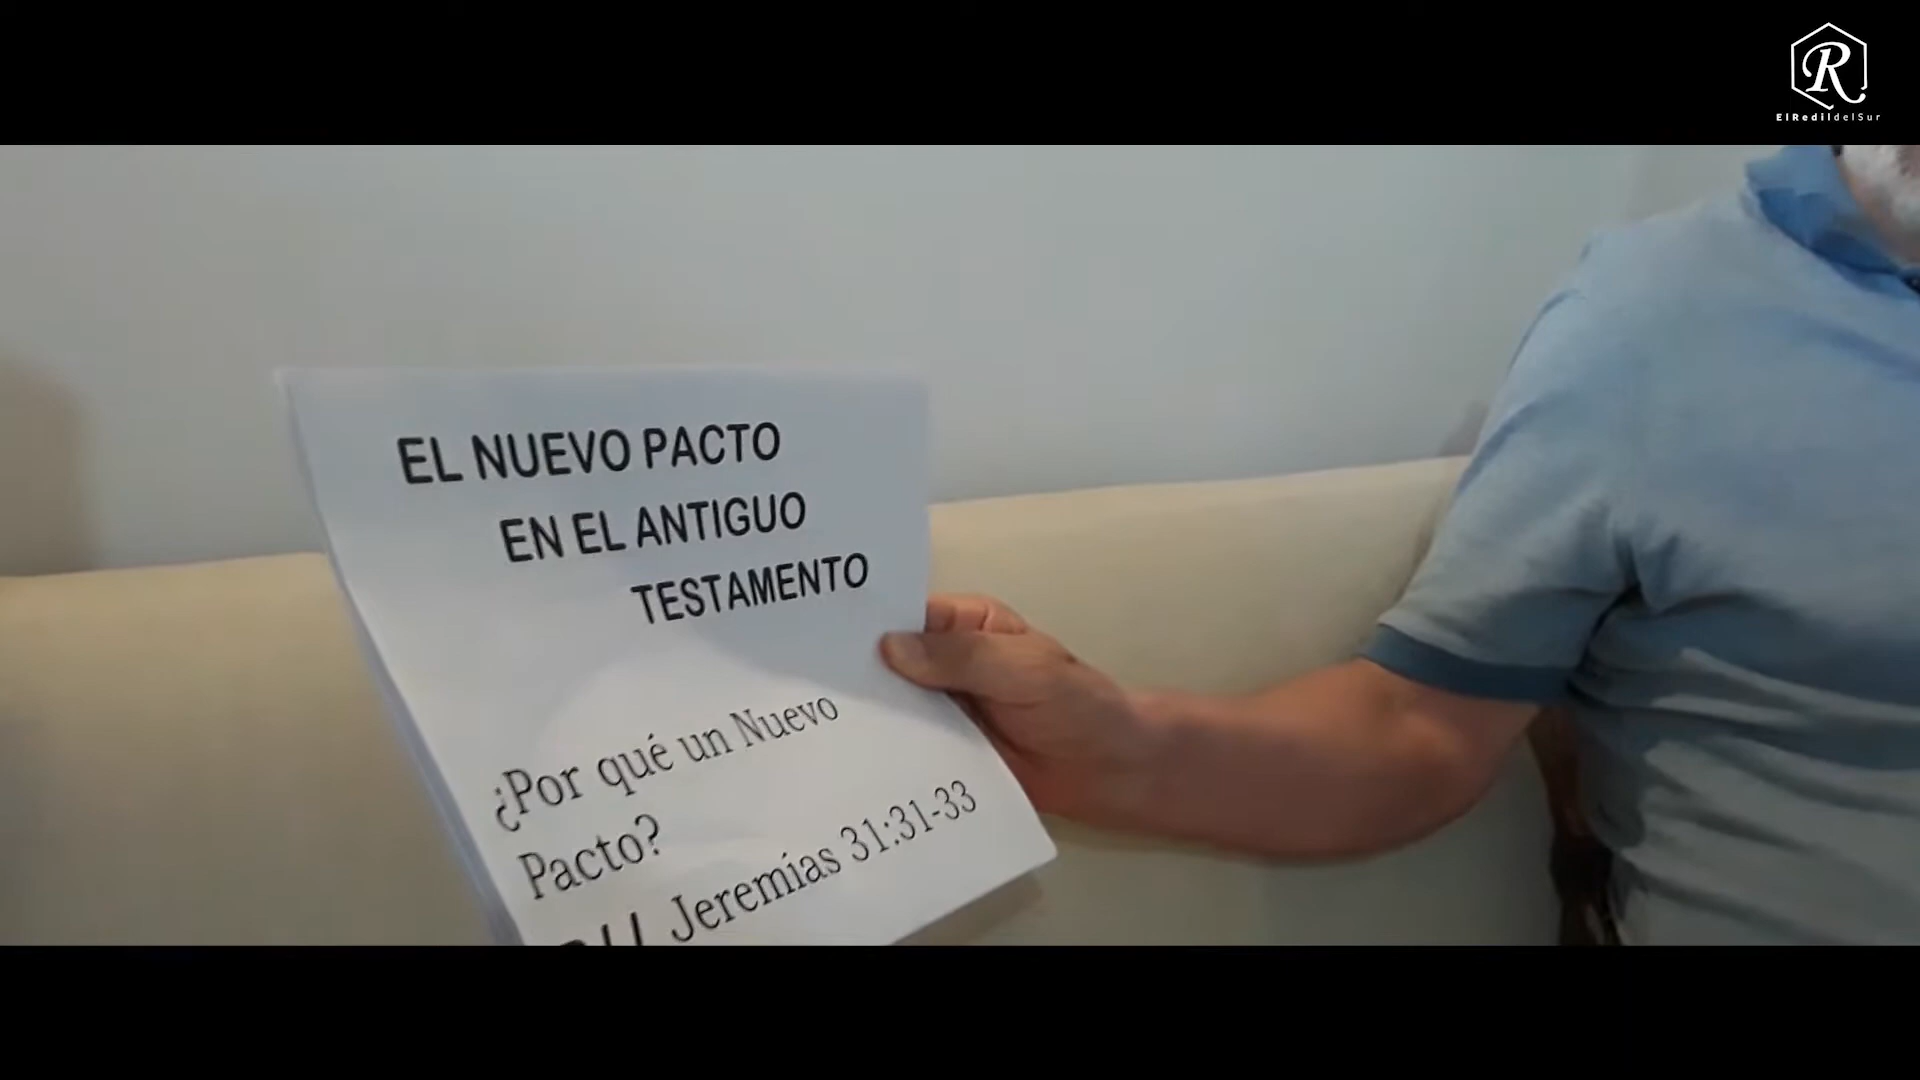 R
ElRedildelSur
EL NUEVO PACTO
EN EL ANTIGUO
TESTAMENTO
¿Por qué un Nuevo
Pacto?
Jeremías 31:31-33